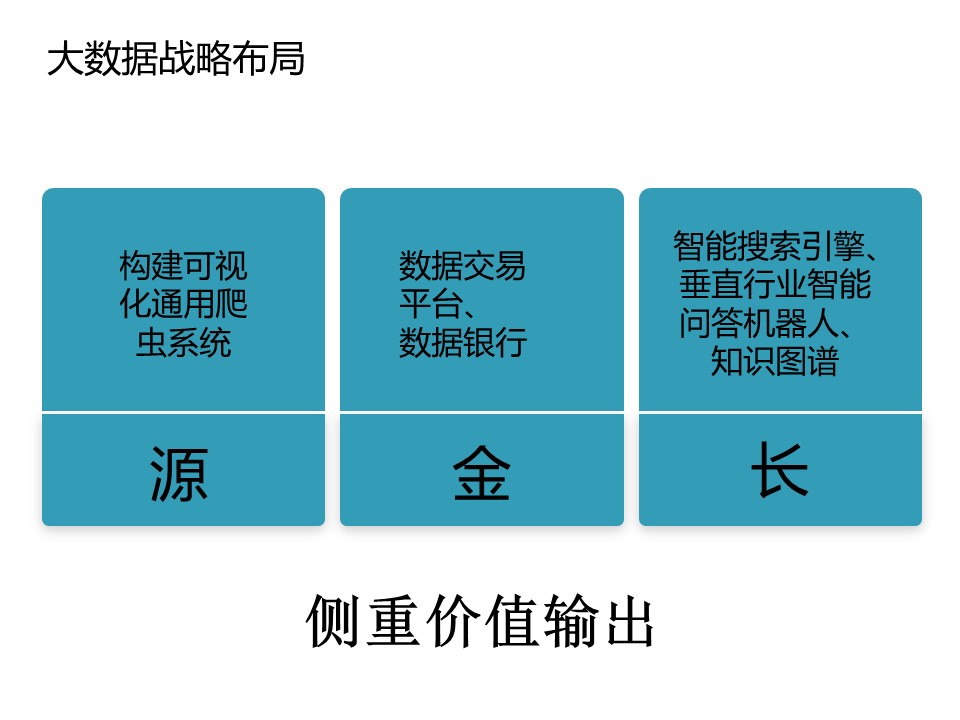 大数据战略布局
构建可视
化通用爬
虫系统
源
数据交易
平台、
数据银行
金
智能搜索引擎、
垂直行业智能
问答机器人、
知识图谱
长
侧重价值输出